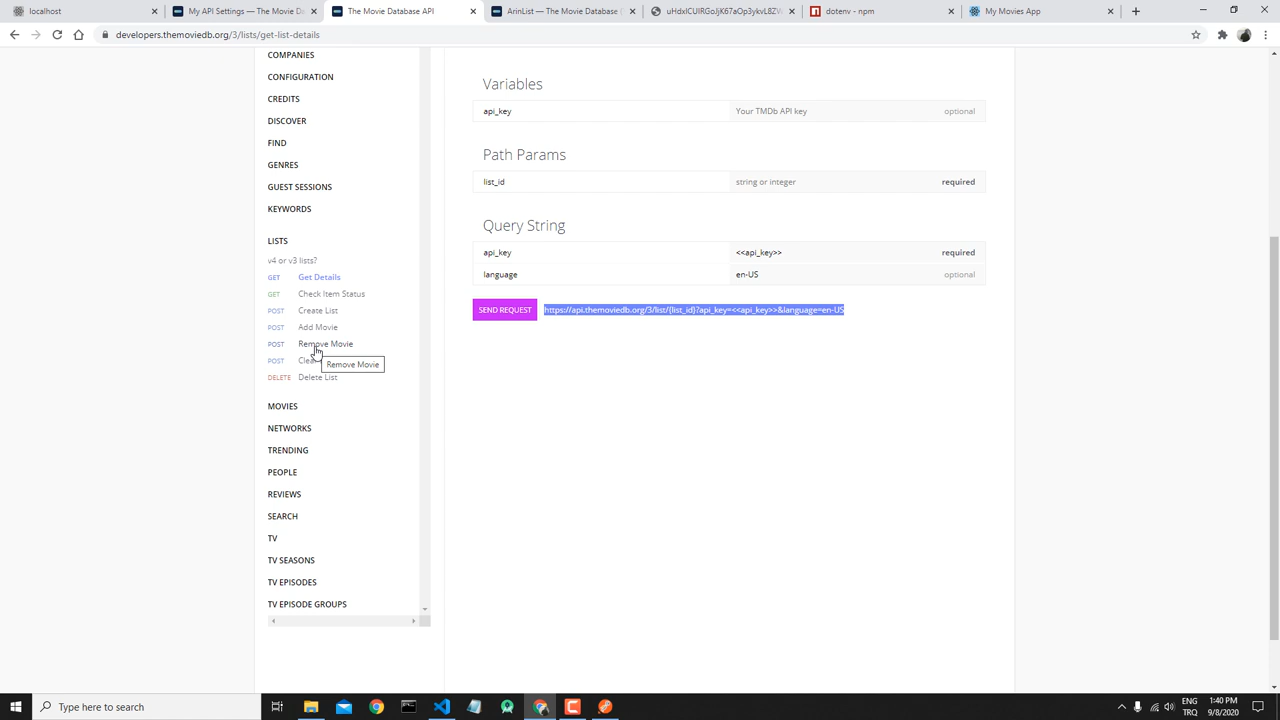 localhost
My API Settings — The Movie Da
The Movie Database API
ArinList — The Movie Database
uHdxlCUIRGoJjK67aOp3ykvL8ZJvk
dotenv - npm
My Movies App
developers.themoviedb.org/3/lists/get-list-details
COMPANIES
CONFIGURATION
CREDITS
DISCOVER
FIND
GENRES
GUEST SESSIONS
KEYWORDS
LISTS
v4 or v3 lists?
GET Get Details
GET Check Item Status
POST Create List
POST Add Movie
POST Remove Movie
POST Clea
Remove Movie
DELETE Delete List
MOVIES
NETWORKS
TRENDING
PEOPLE
REVIEWS
SEARCH
TV
TV SEASONS
TV EPISODES
TV EPISODE GROUPS
Variables
api_key Your TMDb API key optional
Path Params
list_id string or integer required
Query String
api_key <<api_key>> required
language en-US optional
SEND REQUEST https://api.themoviedb.org/3/list/{list_id}?api_key=<<api_key>>&language=en-US
Type here to search
ENG
TRQ
1:40 PM
9/8/2020